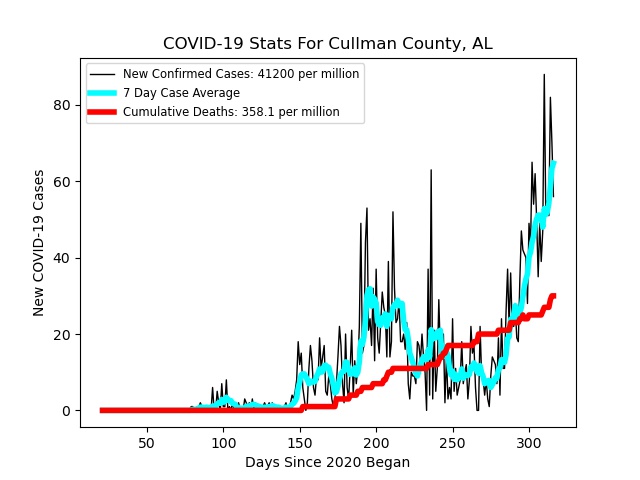 COVID-19 Stats For Cullman County, AL
New Confirmed Cases: 41200 per million
7 Day Case Average
Cumulative Deaths: 358.1 per million
New COVID-19 Cases
80
60
40
20
0
50 100 150 200 250 300
Days Since 2020 Began